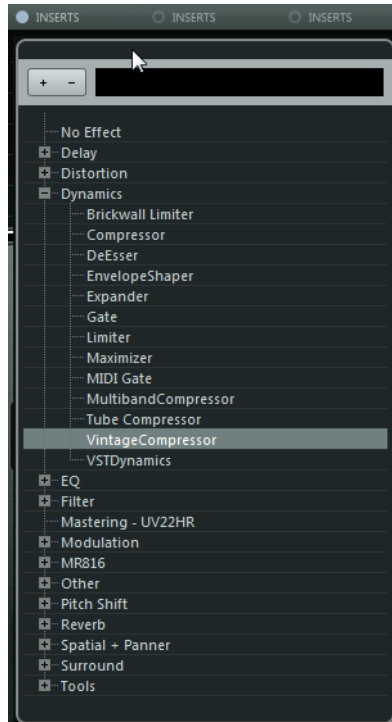 INSERTS INSERTS INSERTS
+ -
No Effect
Delay
Distortion
Dynamics
Brickwall Limiter
Compressor
DeEsser
EnvelopeShaper
Expander
Gate
Limiter
Maximizer
MIDI Gate
MultibandCompressor
Tube Compressor
VintageCompressor
VSTDynamics
EQ
Filter
Mastering - UV22HR
Modulation
MR816
Other
Pitch Shift
Reverb
Spatial + Panner
Surround
Tools